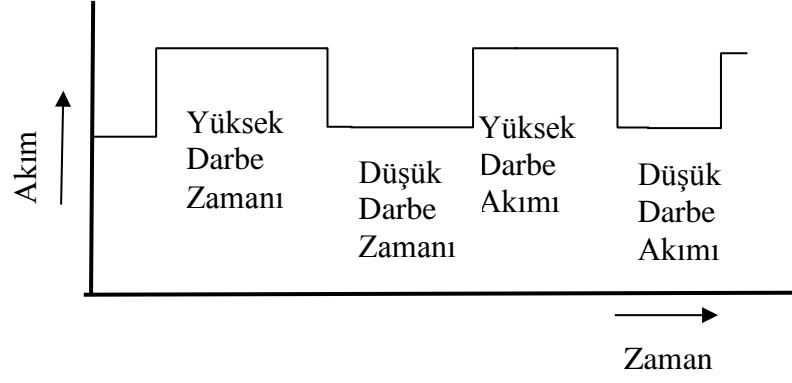 Akım
Yüksek
Darbe
Zamanı
Düşük
Darbe
Zamanı
Yüksek
Darbe
Akımı
Düşük
Darbe
Akımı
Zaman